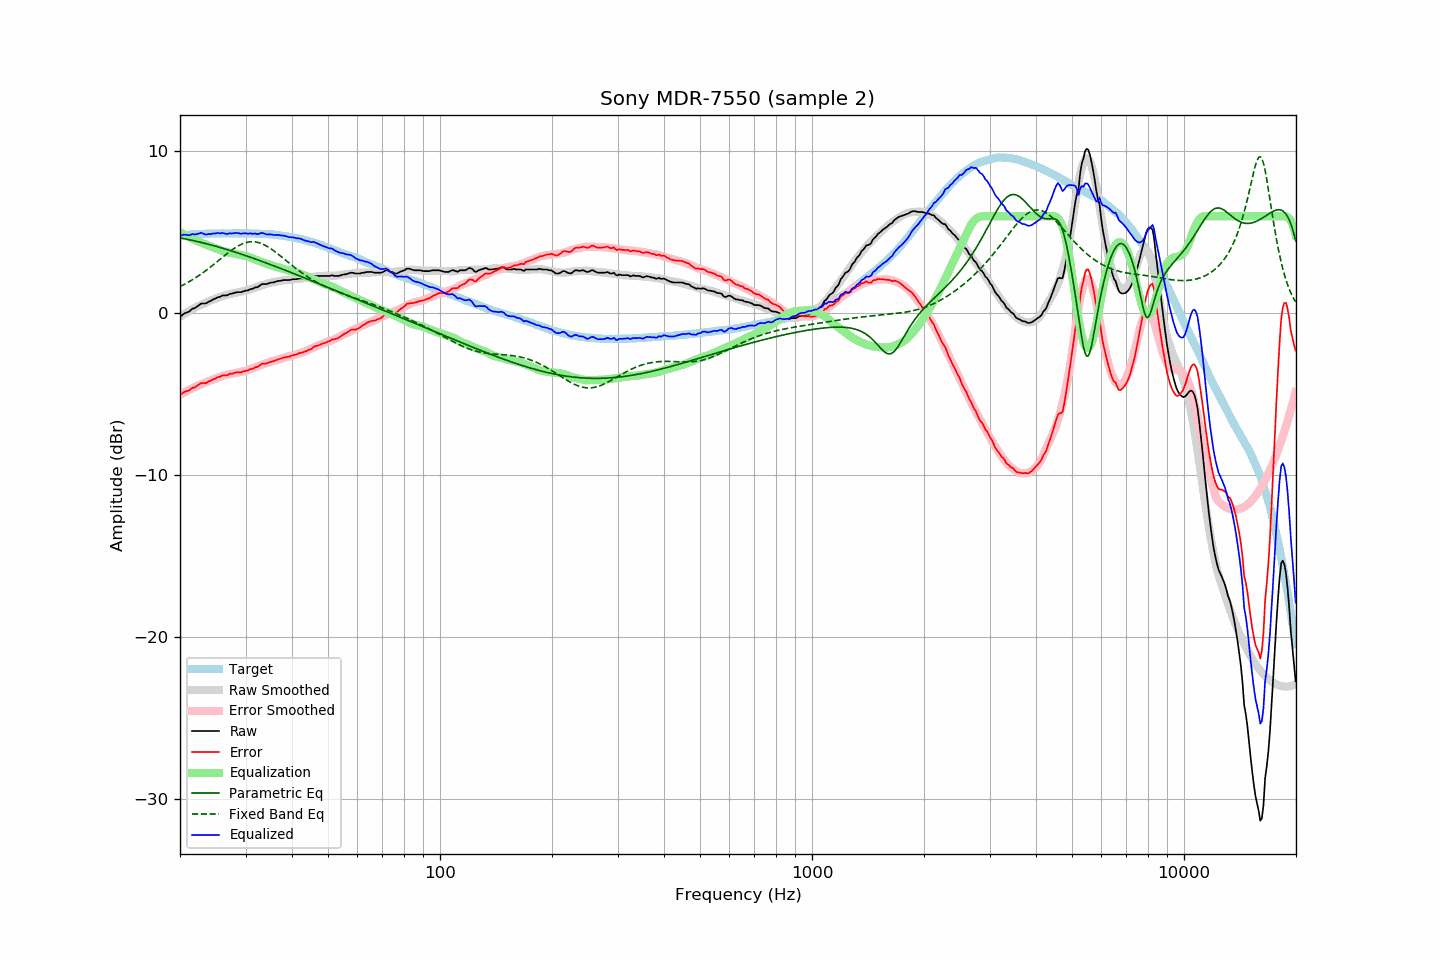 Sony MDR-7550 (sample 2)
Amplitude (dBr)
10
0
−10
−20
−30
Target
Raw Smoothed
Error Smoothed
Raw
Error
Equalization
Parametric Eq
Fixed Band Eq
Equalized
100
1000
10000
Frequency (Hz)